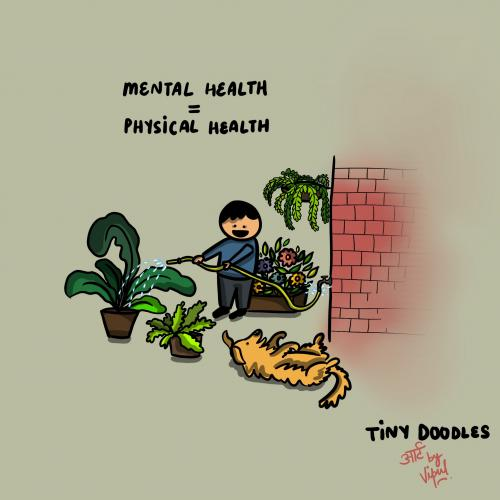 MENTAL HEALTH
=
PHYSICAL HEALTH
TINY DOODLES
आर्ट by
Vipul.